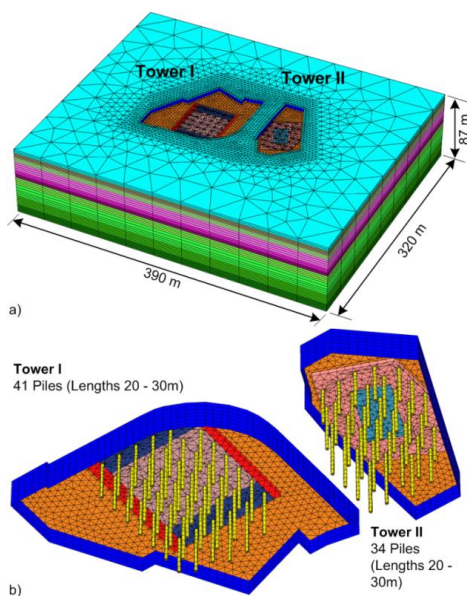 Tower I
Tower II
87 m
320 m
390 m
a)
Tower I
41 Piles (Lengths 20 - 30m)
Tower II
34 Piles
(Lengths 20 -
30m)
b)